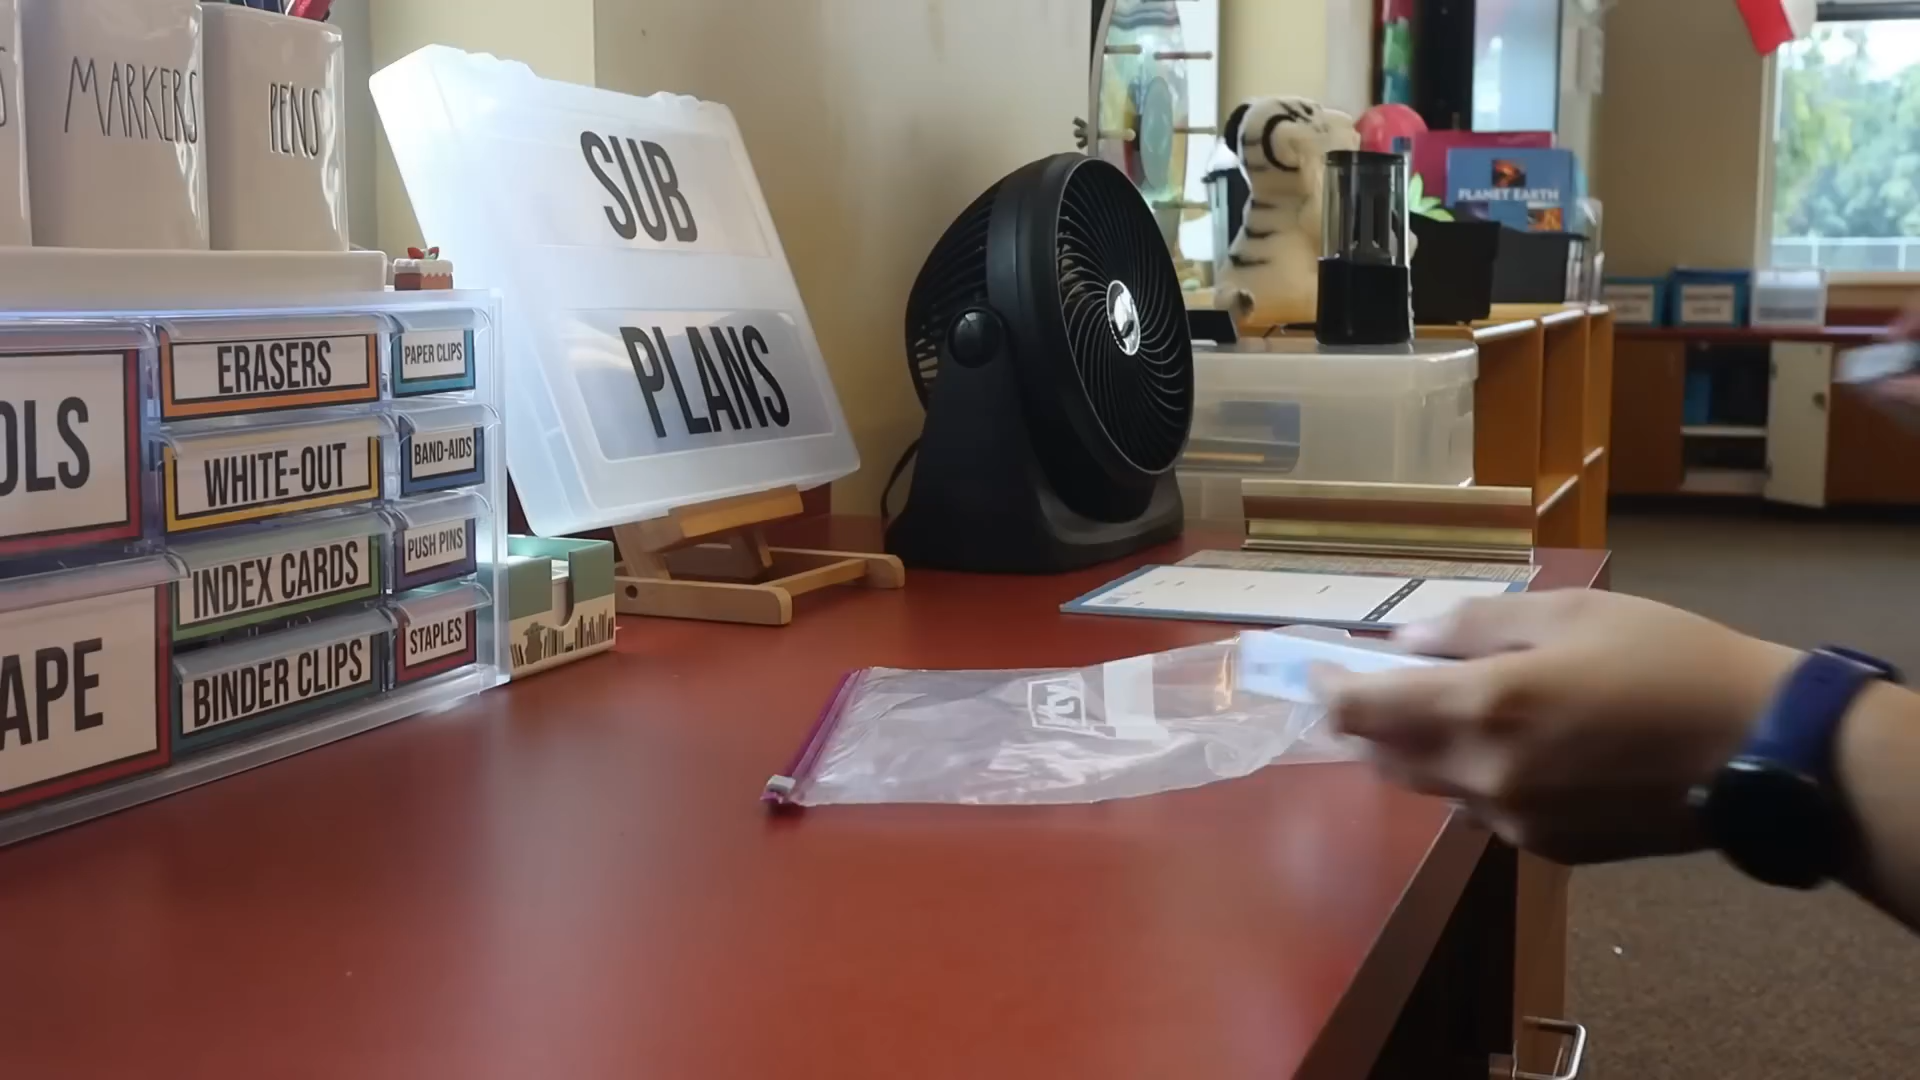 MARKERS
PENS
SUB
PLANS
PLANET EARTH
OLS
ERASERS
PAPER CLIPS
WHITE-OUT
BAND-AIDS
INDEX CARDS
PUSH PINS
APE
BINDER CLIPS
STAPLES